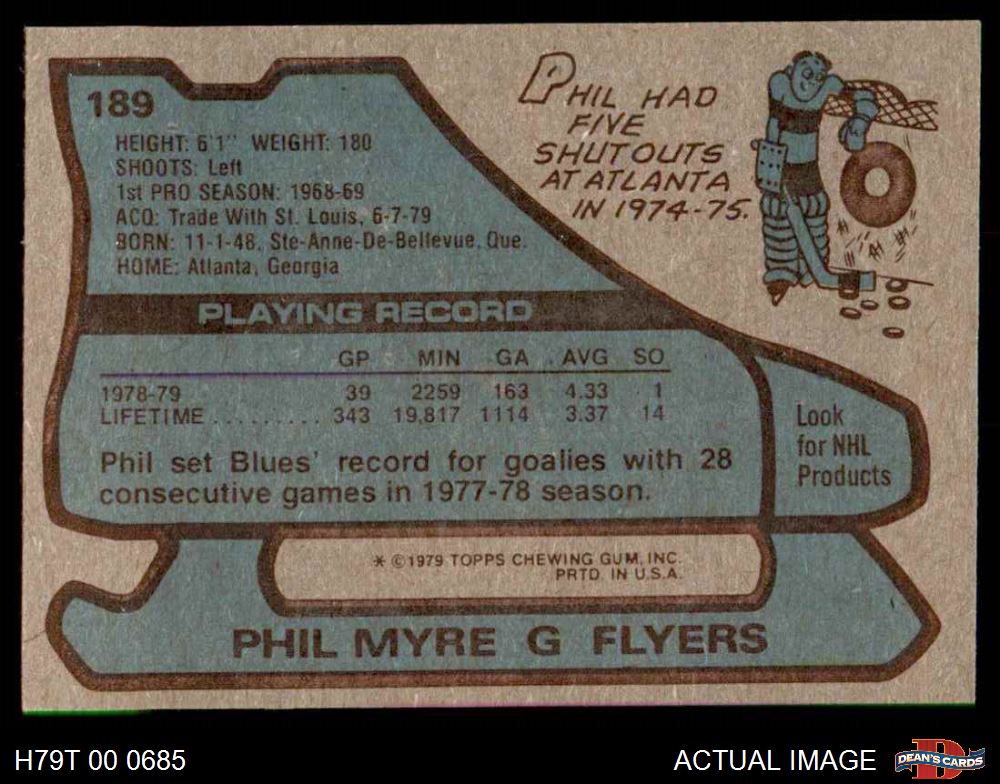 189
HEIGHT: 6'1" WEIGHT: 180
SHOOTS: Left
1st PRO SEASON: 1968-69
ACQ: Trade With St. Louis, 6-7-79
BORN: 11-1-48, Ste-Anne-De-Bellevue, Que.
HOME: Atlanta, Georgia
PHIL HAD
FIVE
SHUTOUTS
AT ATLANTA
IN 1974-75.
PLAYING RECORD
GP MIN GA AVG SO
1978-79 39 2259 163 4.33 1
LIFETIME .......... 343 19,817 1114 3.37 14
Phil set Blues' record for goalies with 28
consecutive games in 1977-78 season.
Look
for NHL
Products
* ©1979 TOPPS CHEWING GUM, INC.
PRTD. IN U.S.A.
PHIL MYRE G FLYERS
H79T 00 0685
ACTUAL IMAGE
D
DEAN'S CARDS